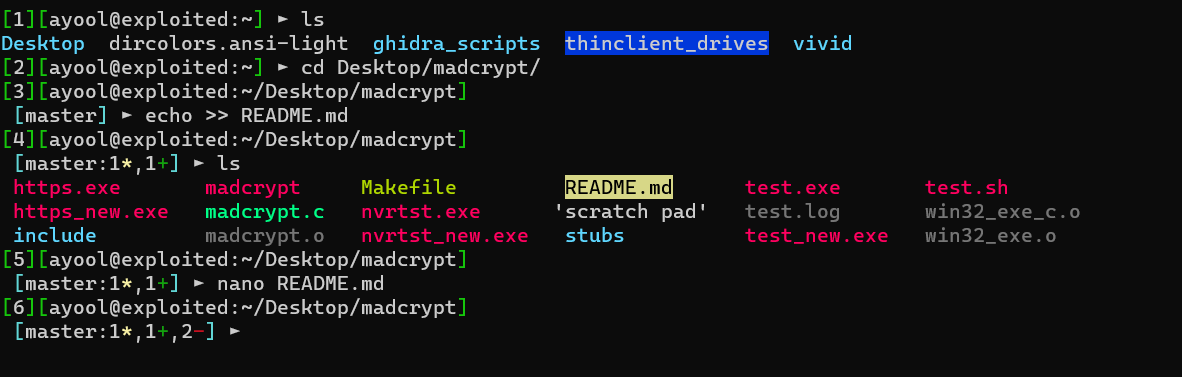 [1][ayool@exploited:~] ► ls
Desktop  dircolors.ansi-light  ghidra_scripts  thinclient_drives  vivid
[2][ayool@exploited:~] ► cd Desktop/madcrypt/
[3][ayool@exploited:~/Desktop/madcrypt]
 [master] ► echo >> README.md
[4][ayool@exploited:~/Desktop/madcrypt]
 [master:1*,1+] ► ls
 https.exe       madcrypt     Makefile         README.md      test.exe       test.sh
 https_new.exe   madcrypt.c   nvrtst.exe      'scratch pad'   test.log       win32_exe_c.o
 include         madcrypt.o   nvrtst_new.exe   stubs          test_new.exe   win32_exe.o
[5][ayool@exploited:~/Desktop/madcrypt]
 [master:1*,1+] ► nano README.md
[6][ayool@exploited:~/Desktop/madcrypt]
 [master:1*,1+,2-] ►